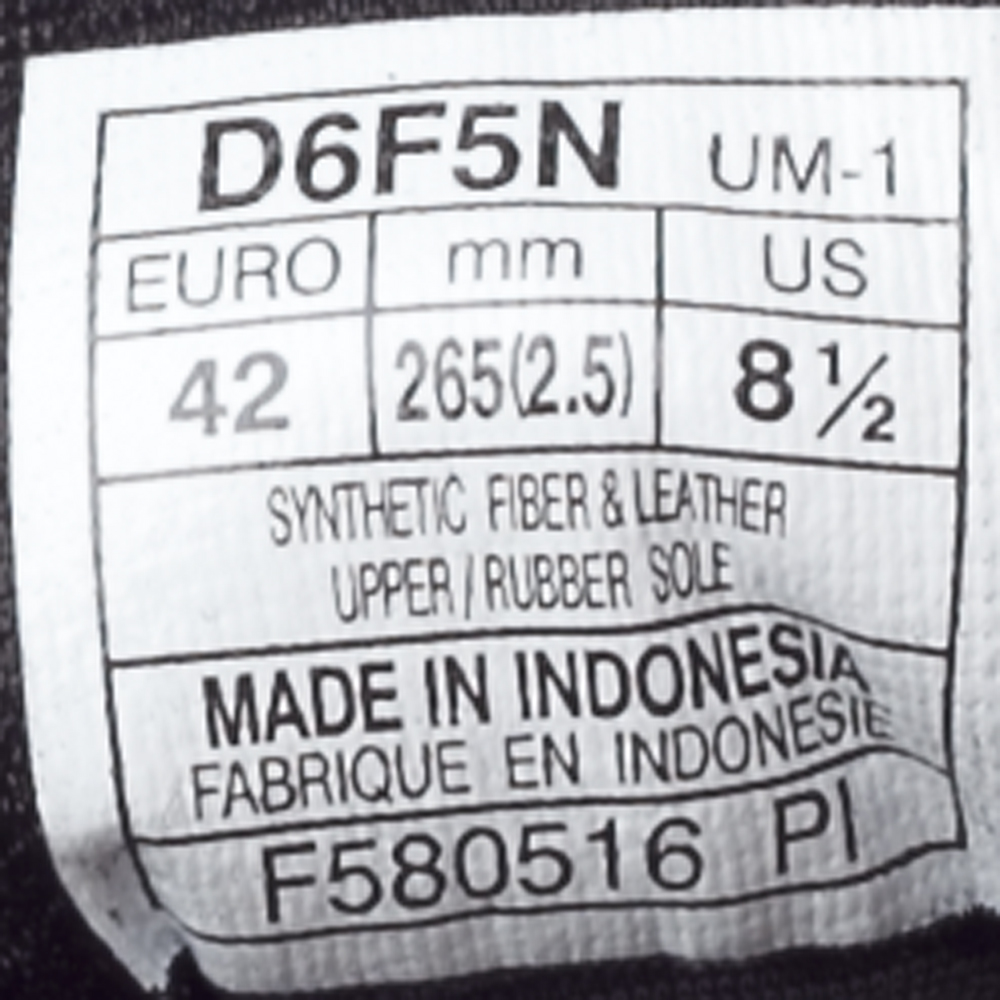 D6F5N UM-1
EURO mm US
42 265(2.5) 8 ½
SYNTHETIC FIBER & LEATHER
UPPER / RUBBER SOLE
MADE IN INDONESIA
FABRIQUE EN INDONESIE
F580516 PI